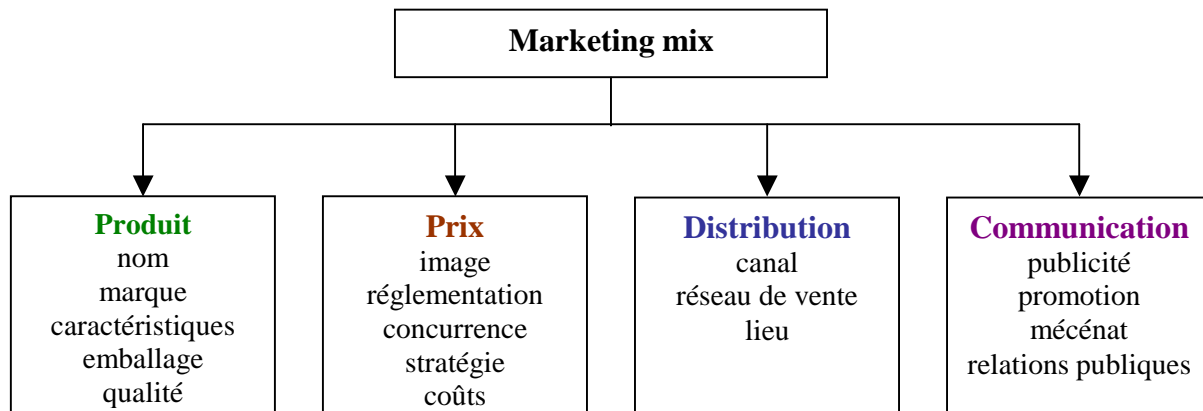 Marketing mix
Produit
nom
marque
caractéristiques
emballage
qualité
Prix
image
réglementation
concurrence
stratégie
coûts
Distribution
canal
réseau de vente
lieu
Communication
publicité
promotion
mécénat
relations publiques